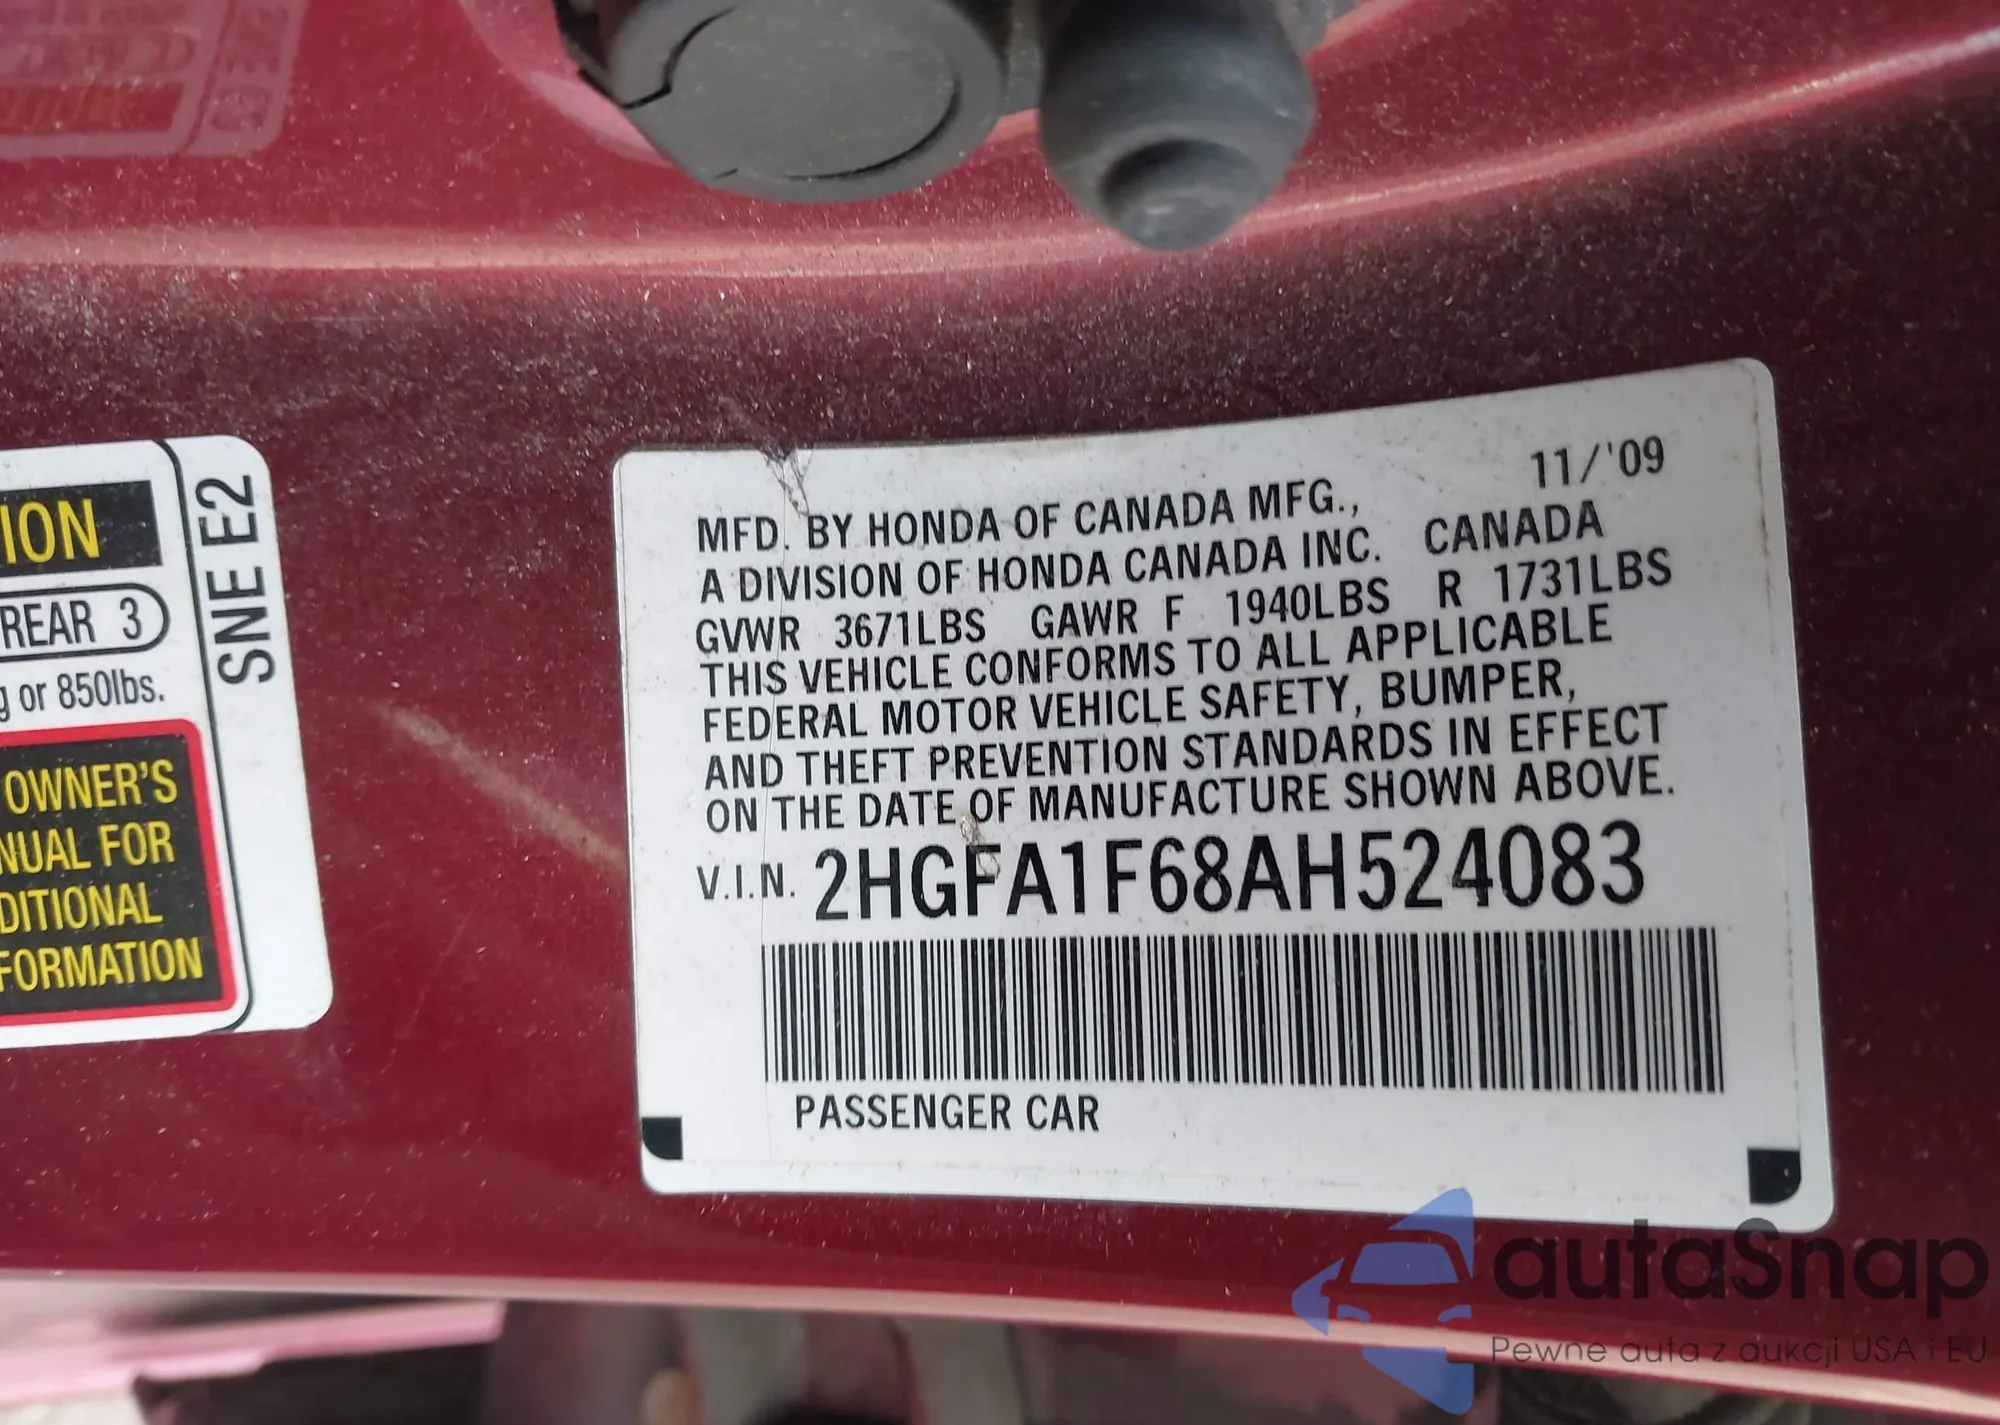 ION
REAR 3
g or 850lbs.
OWNER'S
NUAL FOR
DITIONAL
FORMATION
SNE E2
11/'09
MFD. BY HONDA OF CANADA MFG.,
A DIVISION OF HONDA CANADA INC. CANADA
GVWR 3671LBS GAWR F 1940LBS R 1731LBS
THIS VEHICLE CONFORMS TO ALL APPLICABLE
FEDERAL MOTOR VEHICLE SAFETY, BUMPER,
AND THEFT PREVENTION STANDARDS IN EFFECT
ON THE DATE OF MANUFACTURE SHOWN ABOVE.
V.I.N. 2HGFA1F68AH524083
PASSENGER CAR
autaSnap
Pewne auta z aukcji USA i EU